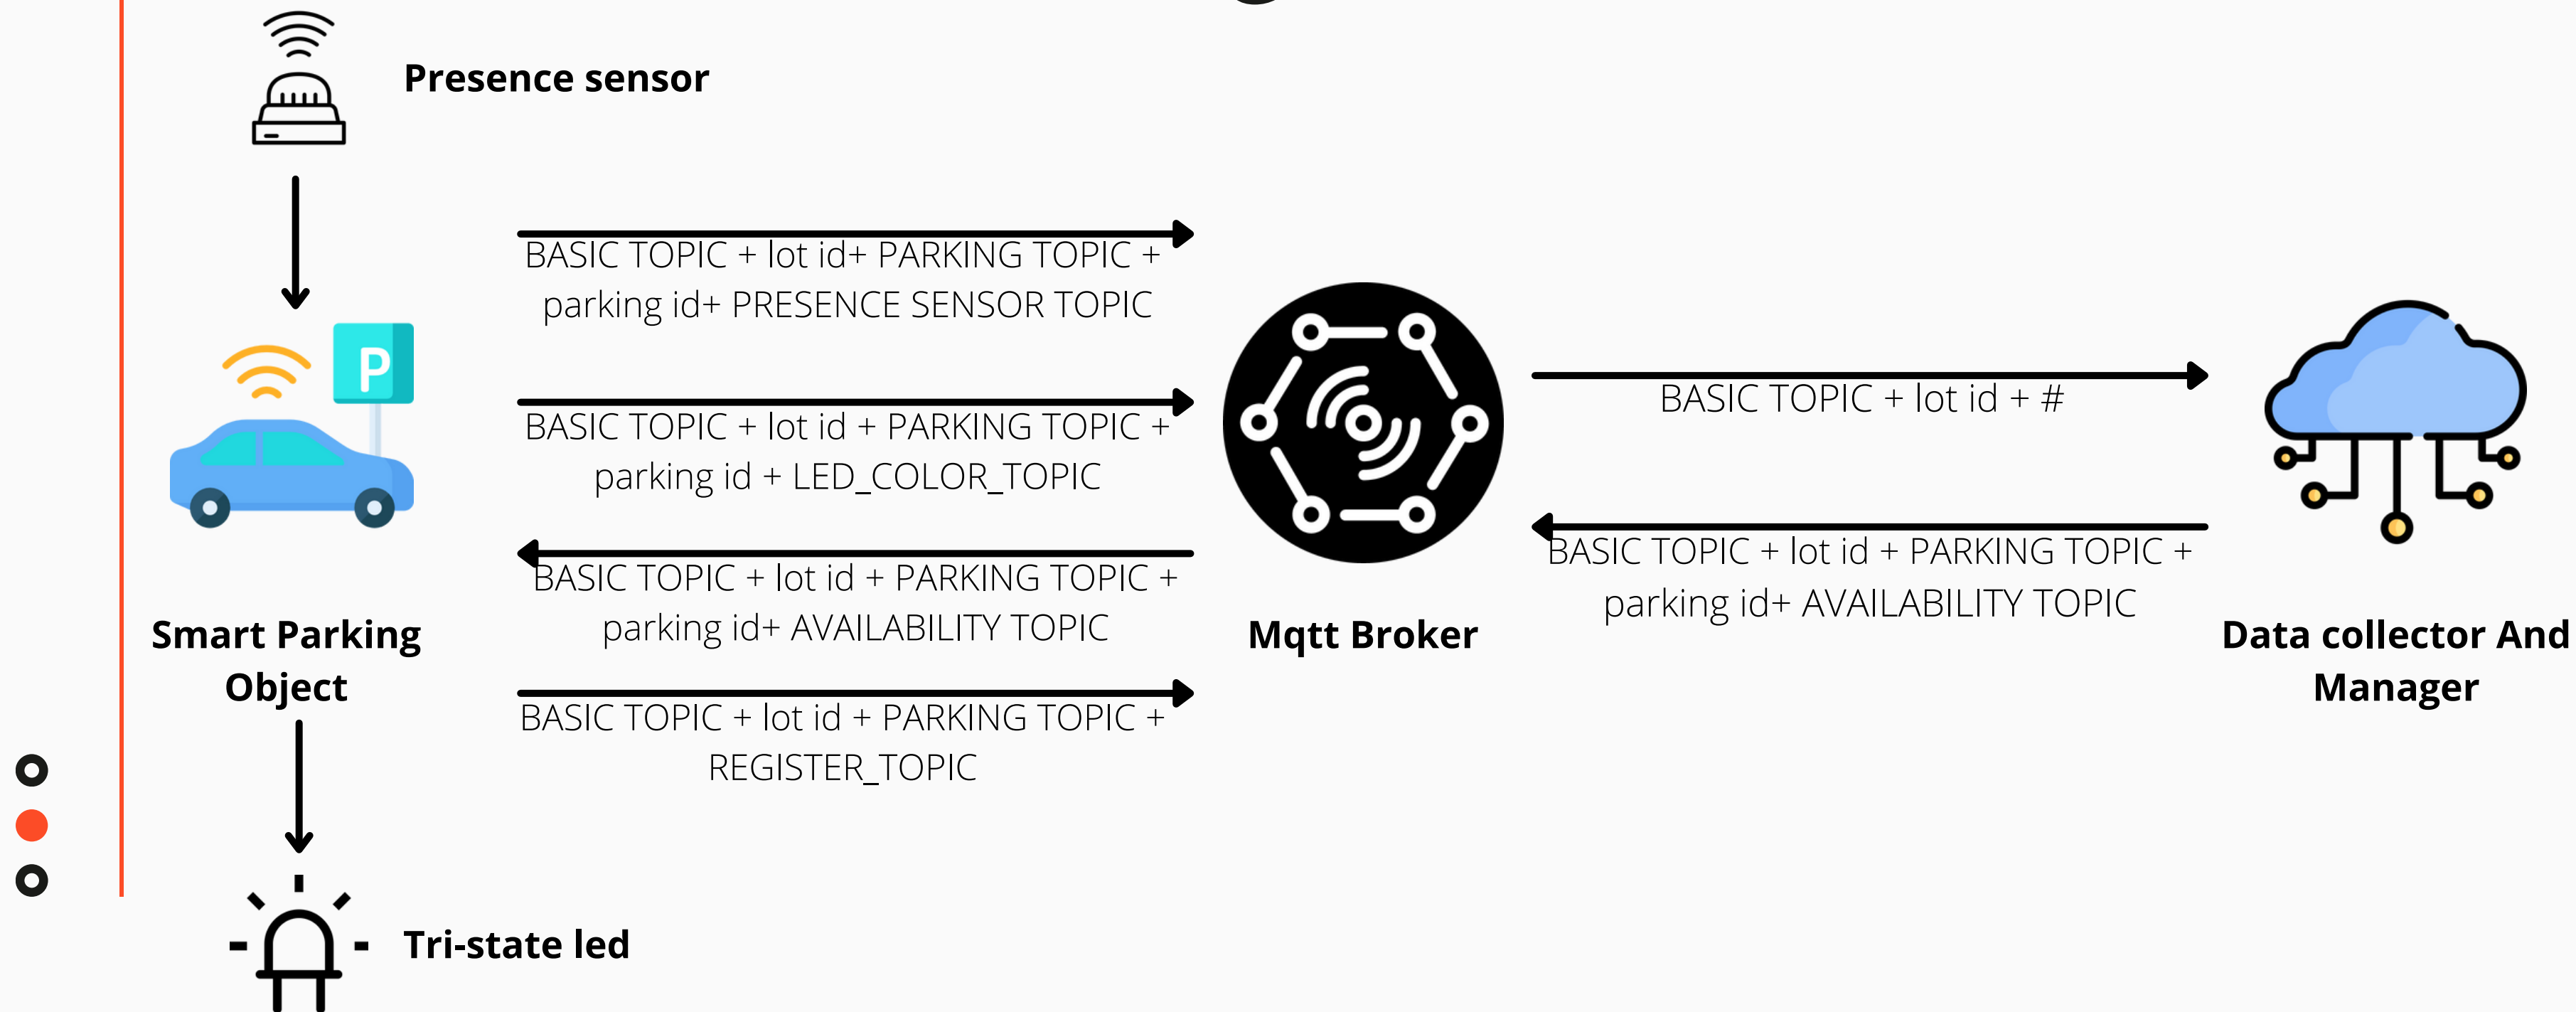 Presence sensor
BASIC TOPIC + lot id+ PARKING TOPIC +
parking id+ PRESENCE SENSOR TOPIC
P
BASIC TOPIC + lot id + PARKING TOPIC +
parking id + LED_COLOR_TOPIC
BASIC TOPIC + lot id + PARKING TOPIC +
parking id+ AVAILABILITY TOPIC
BASIC TOPIC + lot id + PARKING TOPIC +
REGISTER_TOPIC
Smart Parking
Object
Mqtt Broker
BASIC TOPIC + lot id + #
BASIC TOPIC + lot id + PARKING TOPIC +
parking id+ AVAILABILITY TOPIC
Data collector And
Manager
Tri-state led